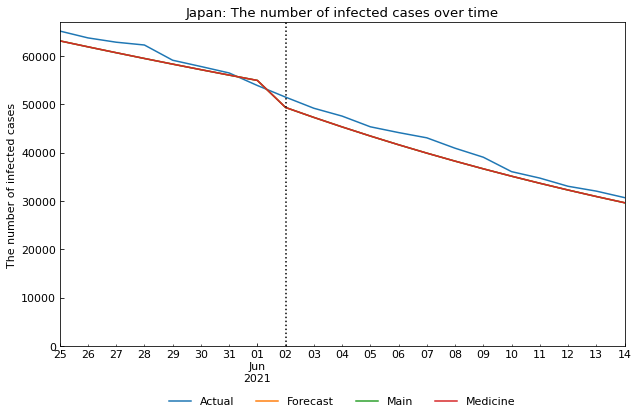 Japan: The number of infected cases over time
The number of infected cases
60000
50000
40000
30000
20000
10000
0
25 26 27 28 29 30 31 01 02 03 04 05 06 07 08 09 10 11 12 13 14
Jun
2021
Actual Forecast Main Medicine